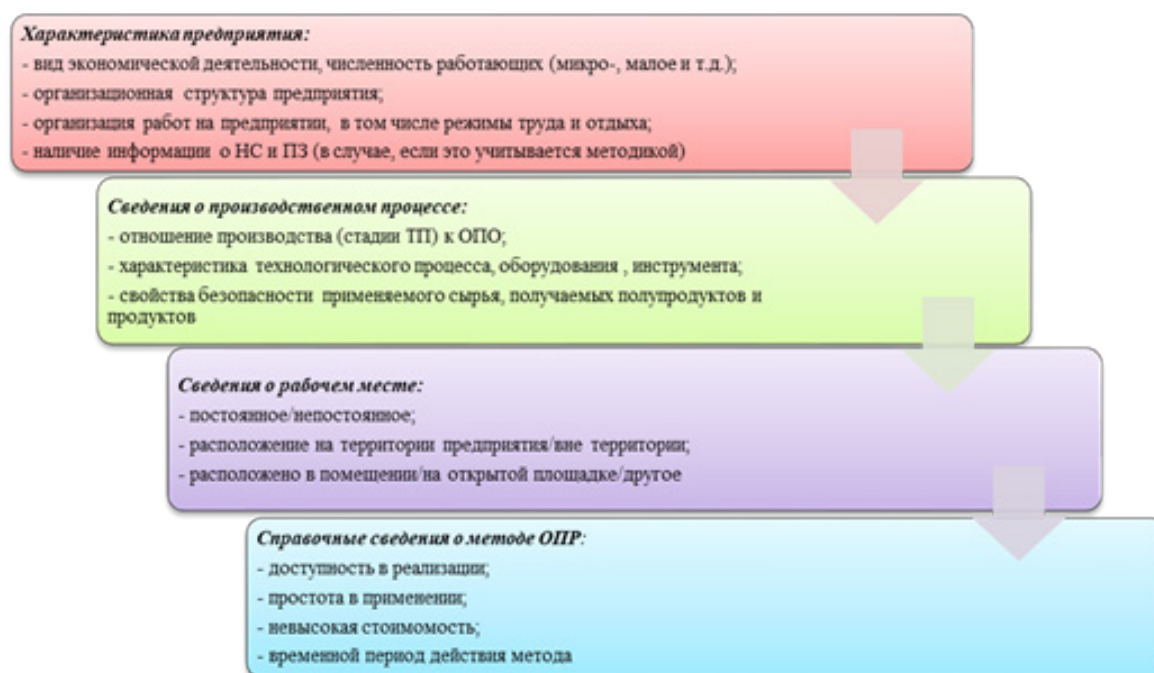 Характеристика предприятия:
- вид экономической деятельности, численность работающих (микро-, малое и т.д.);
- организационная структура предприятия;
- организация работ на предприятии, в том числе режимы труда и отдыха;
- наличие информации о НС и ПЗ (в случае, если это учитывается методикой)
Сведения о производственном процессе:
- отношение производства (стадии ТП) к ОПО;
- характеристика технологического процесса, оборудования , инструмента;
- свойства безопасности применяемого сырья, получаемых полупродуктов и
продуктов
Сведения о рабочем месте:
- постоянное/непостоянное;
- расположение на территории предприятия/вне территории;
- расположено в помещении/на открытой площадке/другое
Справочные сведения о методе ОПР:
- доступность в реализации;
- простота в применении;
- невысокая стоимомость;
- временной период действия метода